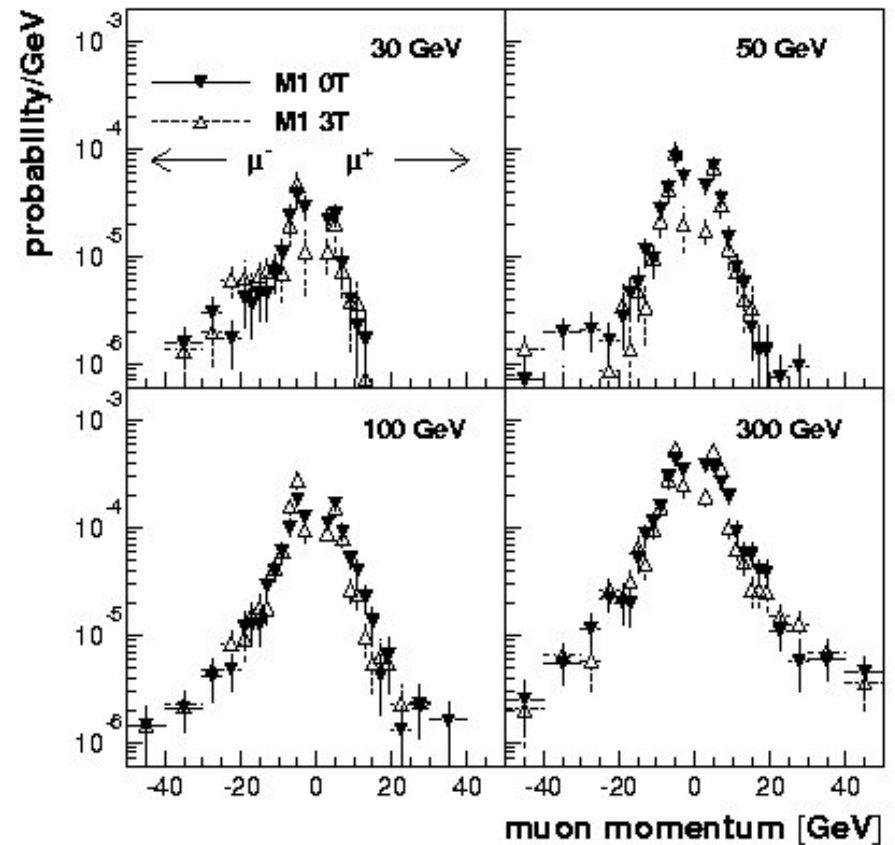 probability/GeV
10⁻³
10⁻⁴
10⁻⁵
10⁻⁶
30 GeV
M1 0T
M1 3T
μ⁻ μ⁺
50 GeV
10⁻³
10⁻⁴
10⁻⁵
10⁻⁶
100 GeV
300 GeV
-40 -20 0 20 40
-40 -20 0 20 40
muon momentum [GeV]